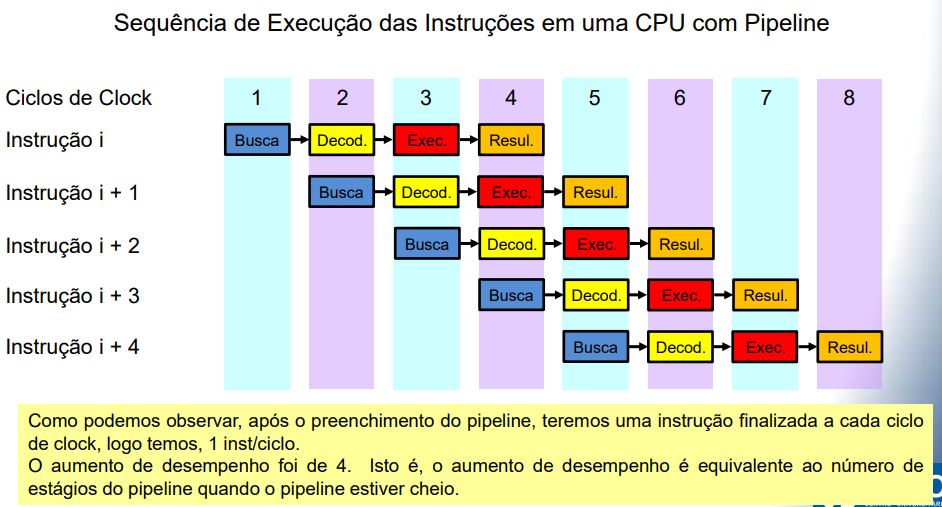 Sequência de Execução das Instruções em uma CPU com Pipeline
Ciclos de Clock 1 2 3 4 5 6 7 8
Instrução i Busca Decod. Exec. Resul.
Instrução i + 1 Busca Decod. Exec. Resul.
Instrução i + 2 Busca Decod. Exec. Resul.
Instrução i + 3 Busca Decod. Exec. Resul.
Instrução i + 4 Busca Decod. Exec. Resul.
Como podemos observar, após o preenchimento do pipeline, teremos uma instrução finalizada a cada ciclo
de clock, logo temos, 1 inst/ciclo.
O aumento de desempenho foi de 4. Isto é, o aumento de desempenho é equivalente ao número de
estágios do pipeline quando o pipeline estiver cheio.